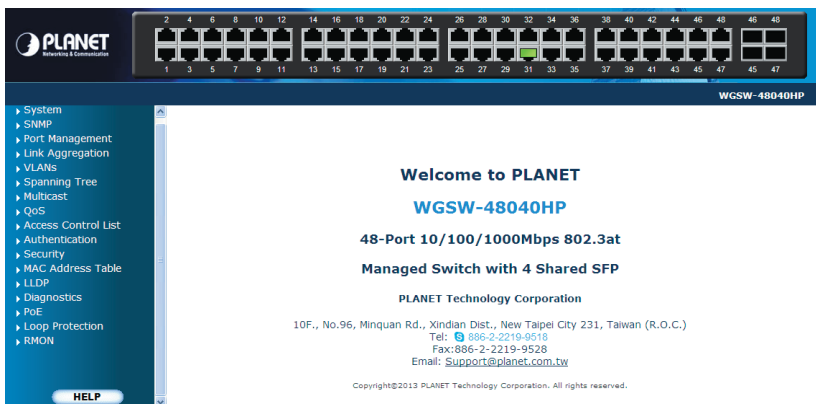 2 4 6 8 10 12 14 16 18 20 22 24 26 28 30 32 34 36 38 40 42 44 46 48 46 48
PLANET
Networking & Communication
1 3 5 7 9 11 13 15 17 19 21 23 25 27 29 31 33 35 37 39 41 43 45 47 45 47
WGSW-48040HP
System
SNMP
Port Management
Link Aggregation
VLANs
Spanning Tree
Multicast
QoS
Access Control List
Authentication
Security
MAC Address Table
LLDP
Diagnostics
PoE
Loop Protection
RMON
HELP
Welcome to PLANET
WGSW-48040HP
48-Port 10/100/1000Mbps 802.3at
Managed Switch with 4 Shared SFP
PLANET Technology Corporation
10F., No.96, Minquan Rd., Xindian Dist., New Taipei City 231, Taiwan (R.O.C.)
Tel: 886-2-2219-9518
Fax:886-2-2219-9528
Email: Support@planet.com.tw
Copyright©2013 PLANET Technology Corporation. All rights reserved.